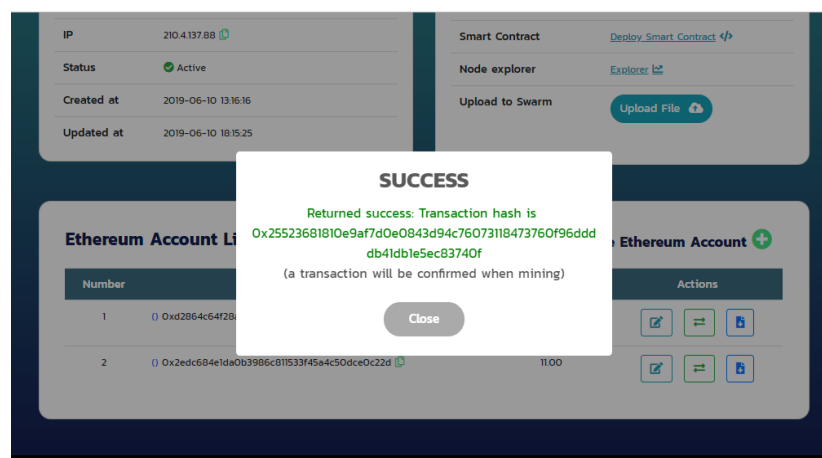 IP
210.4.137.88
Smart Contract
Deploy Smart Contract </>
Status
Active
Node explorer
Explorer
Created at
2019-06-10 13:16:16
Upload to Swarm
Upload File
Updated at
2019-06-10 18:15:25
SUCCESS
Returned success: Transaction hash is
0x25523681810e9af7d0e0843d94c76073118473760f96ddd
db41db1e5ec83740f
(a transaction will be confirmed when mining)
Close
Ethereum Account Li
Ethereum Account
Number
Actions
1
() 0xd2864c64f28
2
() 0x2edc684e1da0b3986c811533f45a4c50dce0c22d
11.00